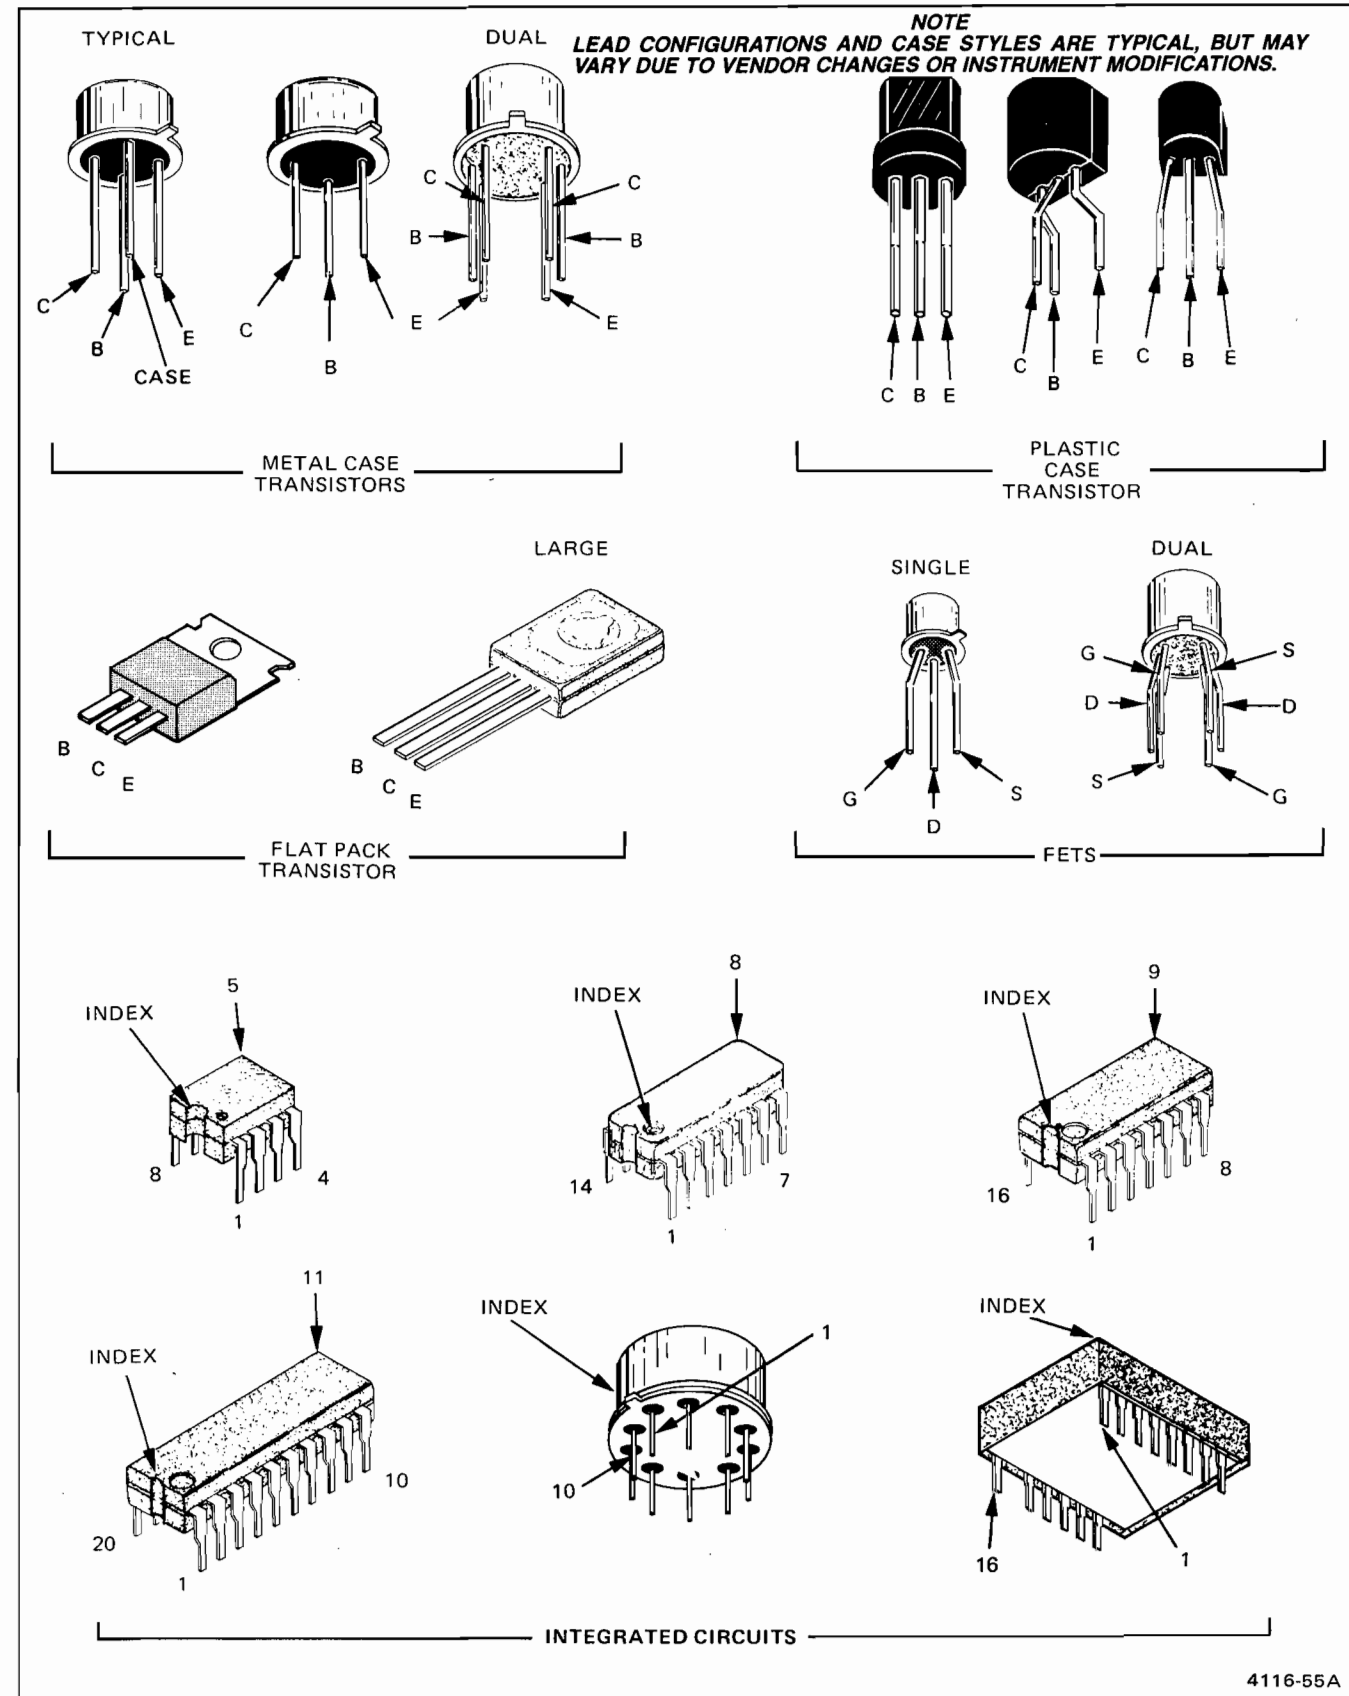 NOTE
LEAD CONFIGURATIONS AND CASE STYLES ARE TYPICAL, BUT MAY
VARY DUE TO VENDOR CHANGES OR INSTRUMENT MODIFICATIONS.
TYPICAL
DUAL
C
B
CASE
E
C
B
E
C
C
B
B
E
E
METAL CASE
TRANSISTORS
C
B
E
C
B
E
C
B
E
PLASTIC
CASE
TRANSISTOR
LARGE
B
C
E
B
C
E
FLAT PACK
TRANSISTOR
SINGLE
DUAL
G
D
S
G
S
D
D
S
G
FETS
5
INDEX
8
4
1
8
INDEX
14
7
1
9
INDEX
16
8
1
11
INDEX
10
20
1
INDEX
1
10
INDEX
16
1
INTEGRATED CIRCUITS
4116-55A